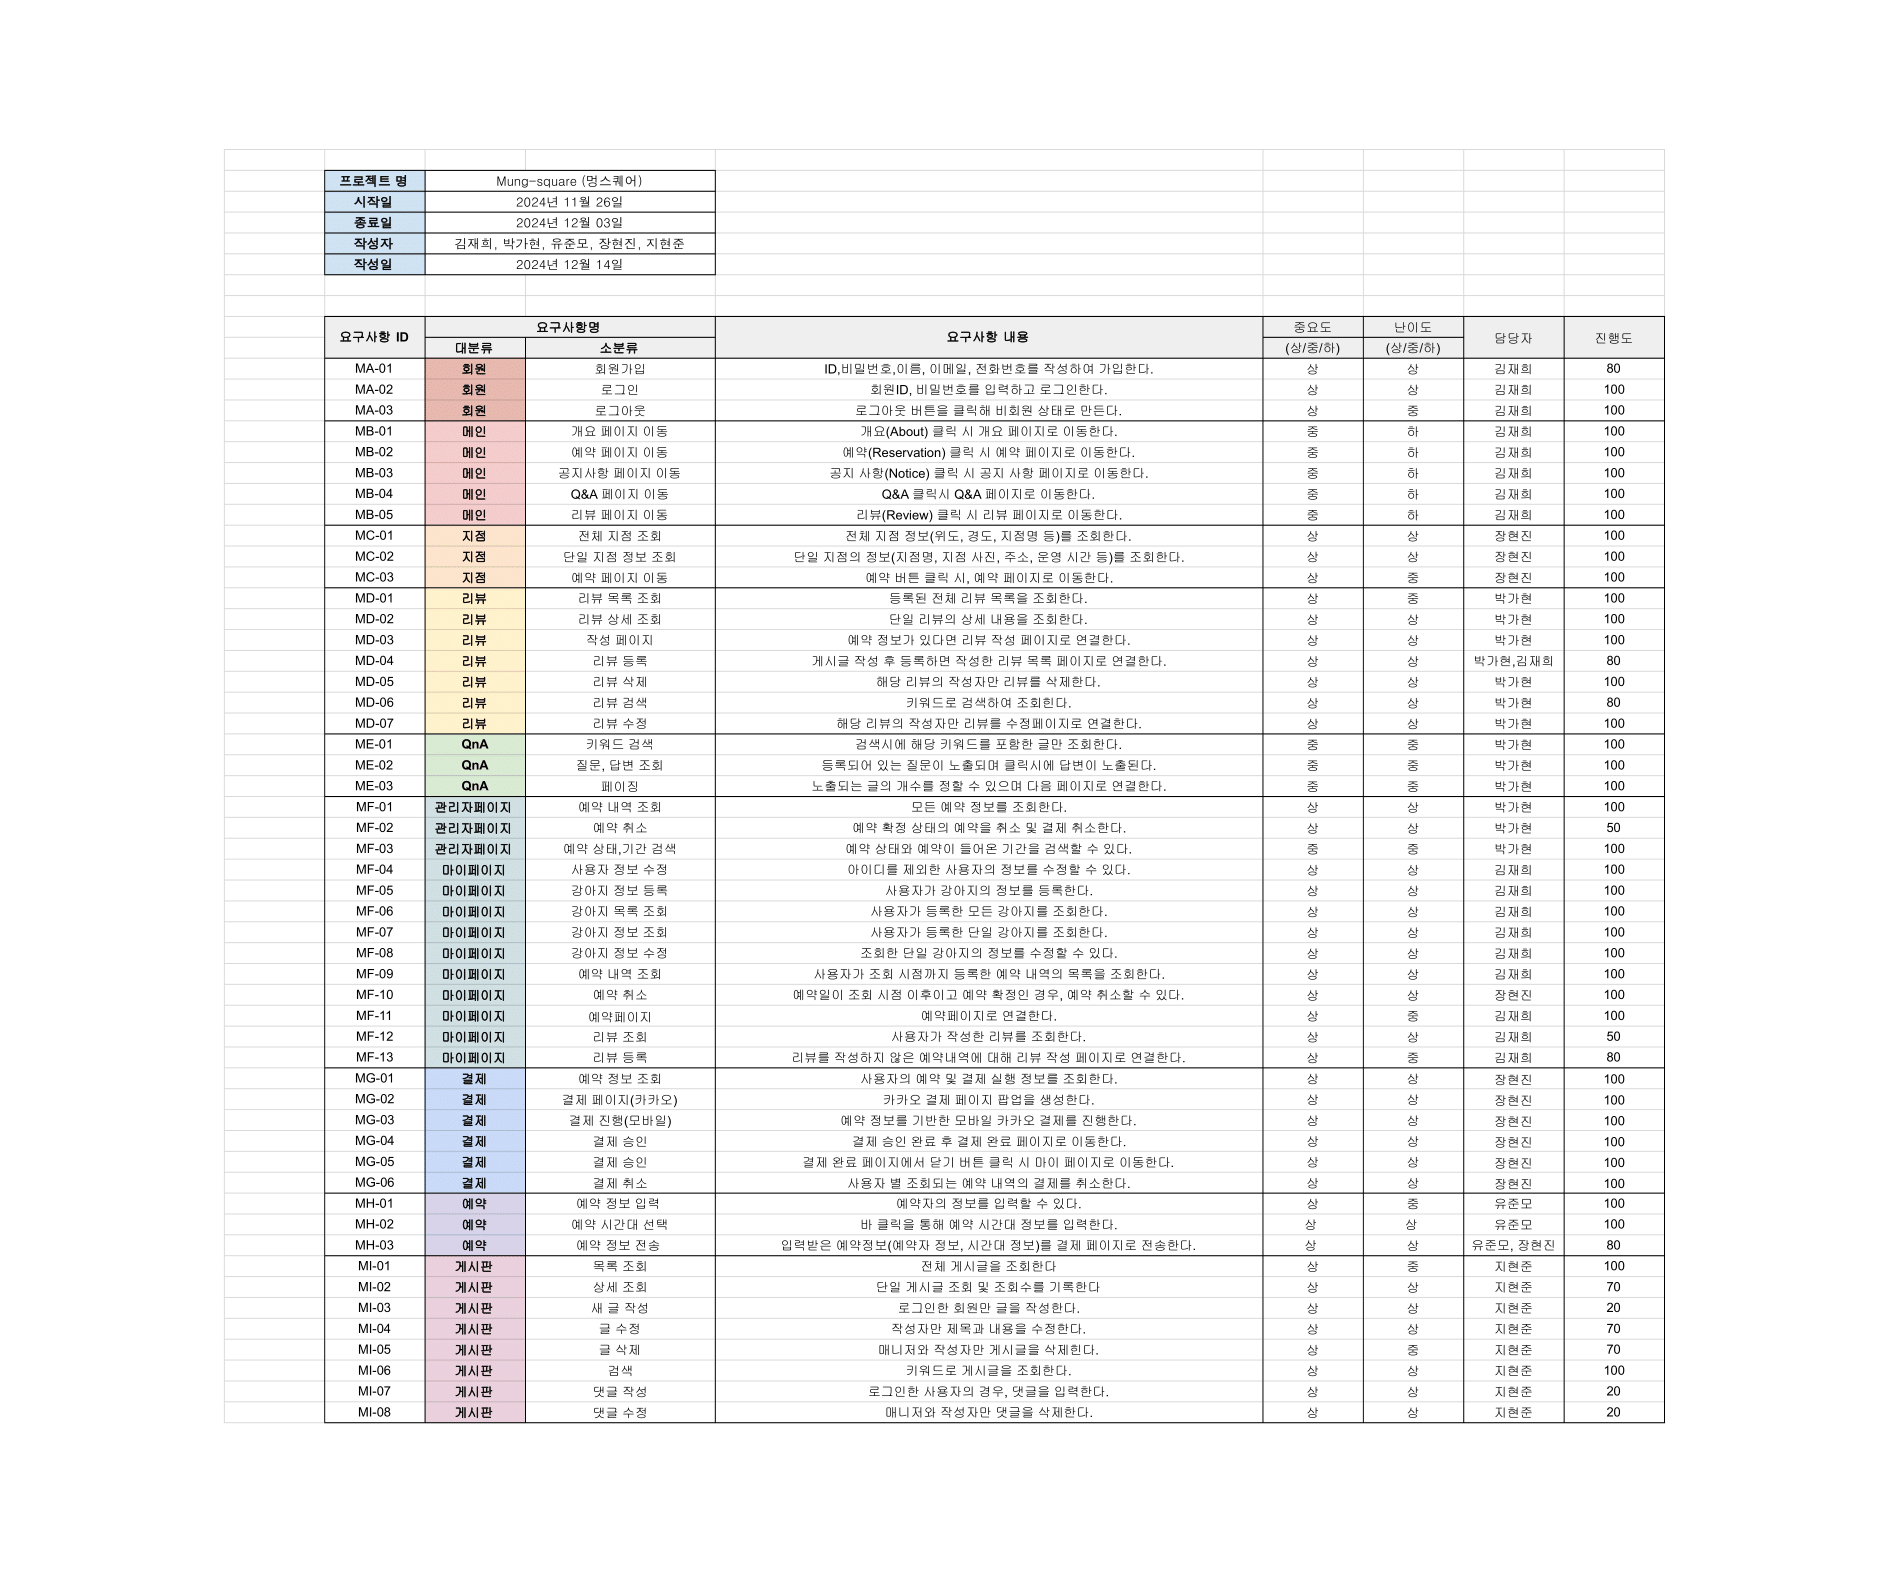 프로젝트 명 Mung-square (멍스퀘어)
시작일 2024년 11월 26일
종료일 2024년 12월 03일
작성자 김재희, 박가현, 유준모, 장현진, 지현준
작성일 2024년 12월 14일
요구사항 ID 요구사항명 요구사항 내용 중요도 난이도 담당자 진행도
대분류 소분류 (상/중/하) (상/중/하)
MA-01 회원 회원가입 ID,비밀번호,이름, 이메일, 전화번호를 작성하여 가입한다. 상 상 김재희 80
MA-02 회원 로그인 회원ID, 비밀번호를 입력하고 로그인한다. 상 상 김재희 100
MA-03 회원 로그아웃 로그아웃 버튼을 클릭해 비회원 상태로 만든다. 상 중 김재희 100
MB-01 메인 개요 페이지 이동 개요(About) 클릭 시 개요 페이지로 이동한다. 중 하 김재희 100
MB-02 메인 예약 페이지 이동 예약(Reservation) 클릭 시 예약 페이지로 이동한다. 중 하 김재희 100
MB-03 메인 공지사항 페이지 이동 공지 사항(Notice) 클릭 시 공지 사항 페이지로 이동한다. 중 하 김재희 100
MB-04 메인 Q&A 페이지 이동 Q&A 클릭시 Q&A 페이지로 이동한다. 중 하 김재희 100
MB-05 메인 리뷰 페이지 이동 리뷰(Review) 클릭 시 리뷰 페이지로 이동한다. 중 하 김재희 100
MC-01 지점 전체 지점 조회 전체 지점 정보(위도, 경도, 지점명 등)를 조회한다. 상 상 장현진 100
MC-02 지점 단일 지점 정보 조회 단일 지점의 정보(지점명, 지점 사진, 주소, 운영 시간 등)를 조회한다. 상 상 장현진 100
MC-03 지점 예약 페이지 이동 예약 버튼 클릭 시, 예약 페이지로 이동한다. 상 중 장현진 100
MD-01 리뷰 리뷰 목록 조회 등록된 전체 리뷰 목록을 조회한다. 상 중 박가현 100
MD-02 리뷰 리뷰 상세 조회 단일 리뷰의 상세 내용을 조회한다. 상 상 박가현 100
MD-03 리뷰 작성 페이지 예약 정보가 있다면 리뷰 작성 페이지로 연결한다. 상 상 박가현 100
MD-04 리뷰 리뷰 등록 게시글 작성 후 등록하면 작성한 리뷰 목록 페이지로 연결한다. 상 상 박가현,김재희 80
MD-05 리뷰 리뷰 삭제 해당 리뷰의 작성자만 리뷰를 삭제한다. 상 상 박가현 100
MD-06 리뷰 리뷰 검색 키워드로 검색하여 조회힌다. 상 상 박가현 80
MD-07 리뷰 리뷰 수정 해당 리뷰의 작성자만 리뷰를 수정페이지로 연결한다. 상 상 박가현 100
ME-01 QnA 키워드 검색 검색시에 해당 키워드를 포함한 글만 조회한다. 중 중 박가현 100
ME-02 QnA 질문, 답변 조회 등록되어 있는 질문이 노출되며 클릭시에 답변이 노출된다. 중 중 박가현 100
ME-03 QnA 페이징 노출되는 글의 개수를 정할 수 있으며 다음 페이지로 연결한다. 중 중 박가현 100
MF-01 관리자페이지 예약 내역 조회 모든 예약 정보를 조회한다. 상 상 박가현 100
MF-02 관리자페이지 예약 취소 예약 확정 상태의 예약을 취소 및 결제 취소한다. 상 상 박가현 50
MF-03 관리자페이지 예약 상태,기간 검색 예약 상태와 예약이 들어온 기간을 검색할 수 있다. 중 중 박가현 100
MF-04 마이페이지 사용자 정보 수정 아이디를 제외한 사용자의 정보를 수정할 수 있다. 상 상 김재희 100
MF-05 마이페이지 강아지 정보 등록 사용자가 강아지의 정보를 등록한다. 상 상 김재희 100
MF-06 마이페이지 강아지 목록 조회 사용자가 등록한 모든 강아지를 조회한다. 상 상 김재희 100
MF-07 마이페이지 강아지 정보 조회 사용자가 등록한 단일 강아지를 조회한다. 상 상 김재희 100
MF-08 마이페이지 강아지 정보 수정 조회한 단일 강아지의 정보를 수정할 수 있다. 상 상 김재희 100
MF-09 마이페이지 예약 내역 조회 사용자가 조회 시점까지 등록한 예약 내역의 목록을 조회한다. 상 상 김재희 100
MF-10 마이페이지 예약 취소 예약일이 조회 시점 이후이고 예약 확정인 경우, 예약 취소할 수 있다. 상 상 장현진 100
MF-11 마이페이지 예약페이지 예약페이지로 연결한다. 상 중 김재희 100
MF-12 마이페이지 리뷰 조회 사용자가 작성한 리뷰를 조회한다. 상 상 김재희 50
MF-13 마이페이지 리뷰 등록 리뷰를 작성하지 않은 예약내역에 대해 리뷰 작성 페이지로 연결한다. 상 중 김재희 80
MG-01 결제 예약 정보 조회 사용자의 예약 및 결제 실행 정보를 조회한다. 상 상 장현진 100
MG-02 결제 결제 페이지(카카오) 카카오 결제 페이지 팝업을 생성한다. 상 상 장현진 100
MG-03 결제 결제 진행(모바일) 예약 정보를 기반한 모바일 카카오 결제를 진행한다. 상 상 장현진 100
MG-04 결제 결제 승인 결제 승인 완료 후 결제 완료 페이지로 이동한다. 상 상 장현진 100
MG-05 결제 결제 승인 결제 완료 페이지에서 닫기 버튼 클릭 시 마이 페이지로 이동한다. 상 상 장현진 100
MG-06 결제 결제 취소 사용자 별 조회되는 예약 내역의 결제를 취소한다. 상 상 장현진 100
MH-01 예약 예약 정보 입력 예약자의 정보를 입력할 수 있다. 상 중 유준모 100
MH-02 예약 예약 시간대 선택 바 클릭을 통해 예약 시간대 정보를 입력한다. 상 상 유준모 100
MH-03 예약 예약 정보 전송 입력받은 예약정보(예약자 정보, 시간대 정보)를 결제 페이지로 전송한다. 상 상 유준모, 장현진 80
MI-01 게시판 목록 조회 전체 게시글을 조회한다 상 중 지현준 100
MI-02 게시판 상세 조회 단일 게시글 조회 및 조회수를 기록한다 상 상 지현준 70
MI-03 게시판 새 글 작성 로그인한 회원만 글을 작성한다. 상 상 지현준 20
MI-04 게시판 글 수정 작성자만 제목과 내용을 수정한다. 상 상 지현준 70
MI-05 게시판 글 삭제 매니저와 작성자만 게시글을 삭제힌다. 상 중 지현준 70
MI-06 게시판 검색 키워드로 게시글을 조회한다. 상 상 지현준 100
MI-07 게시판 댓글 작성 로그인한 사용자의 경우, 댓글을 입력한다. 상 상 지현준 20
MI-08 게시판 댓글 수정 매니저와 작성자만 댓글을 삭제한다. 상 상 지현준 20